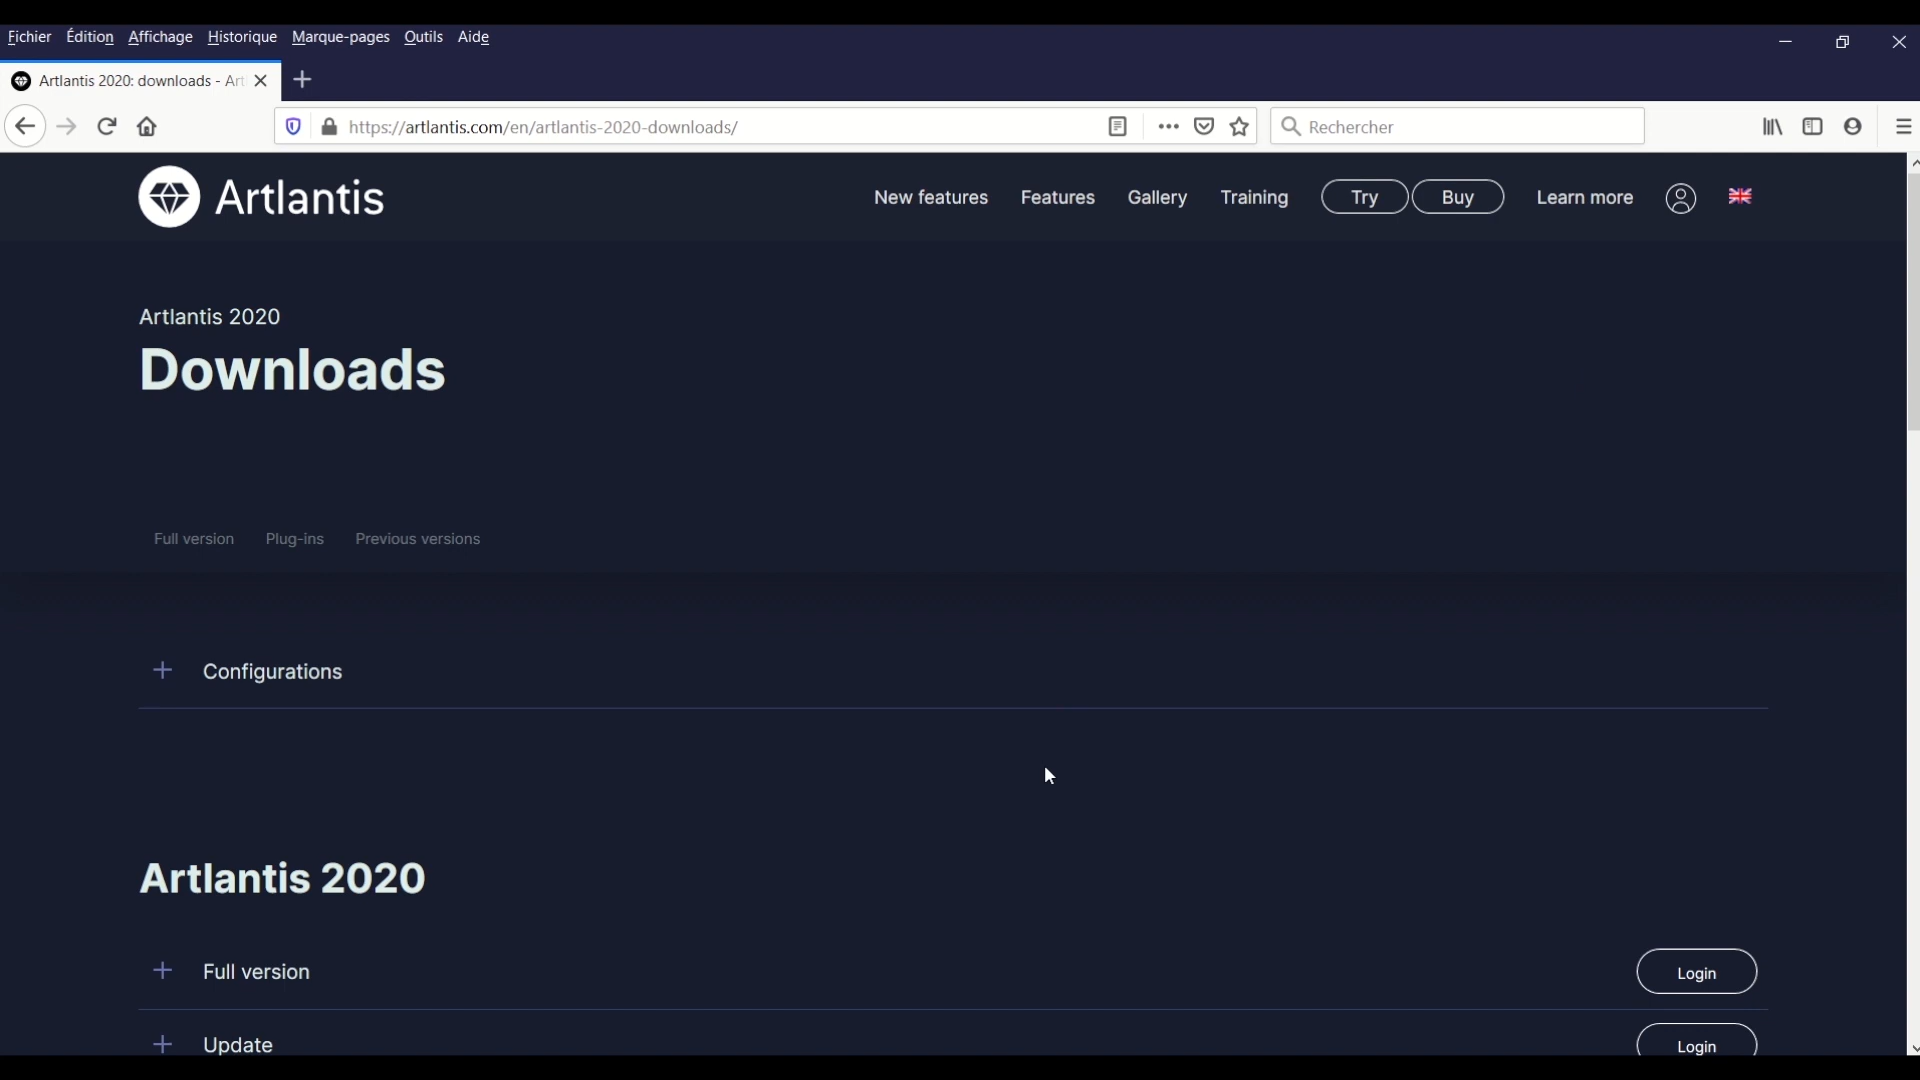 Fichier Édition Affichage Historique Marque-pages Outils Aide
Artlantis 2020: downloads - Art
https://artlantis.com/en/artlantis-2020-downloads/
Rechercher
Artlantis
New features Features Gallery Training Try Buy Learn more
Artlantis 2020
Downloads
Full version Plug-ins Previous versions
+ Configurations
Artlantis 2020
+ Full version Login
+ Update Login